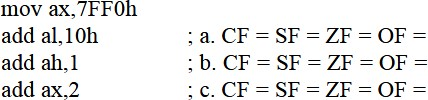 mov ax,7FF0h
add al,10h ; a. CF = SF = ZF = OF =
add ah,1 ; b. CF = SF = ZF = OF =
add ax,2 ; c. CF = SF = ZF = OF =